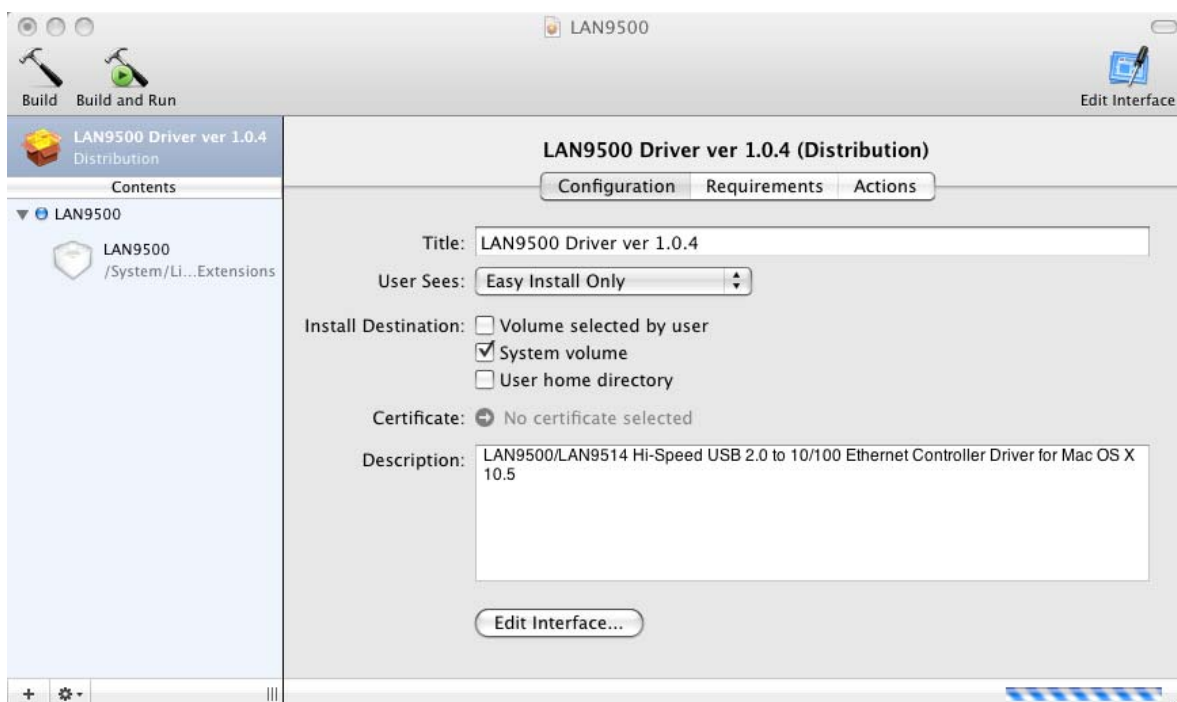 LAN9500
Build
Build and Run
Edit Interface
LAN9500 Driver ver 1.0.4
Distribution
Contents
LAN9500
LAN9500
/System/Li...Extensions
LAN9500 Driver ver 1.0.4 (Distribution)
Configuration Requirements Actions
Title: LAN9500 Driver ver 1.0.4
User Sees: Easy Install Only
Install Destination: Volume selected by user
System volume
User home directory
Certificate: No certificate selected
Description: LAN9500/LAN9514 Hi-Speed USB 2.0 to 10/100 Ethernet Controller Driver for Mac OS X
10.5
Edit Interface...